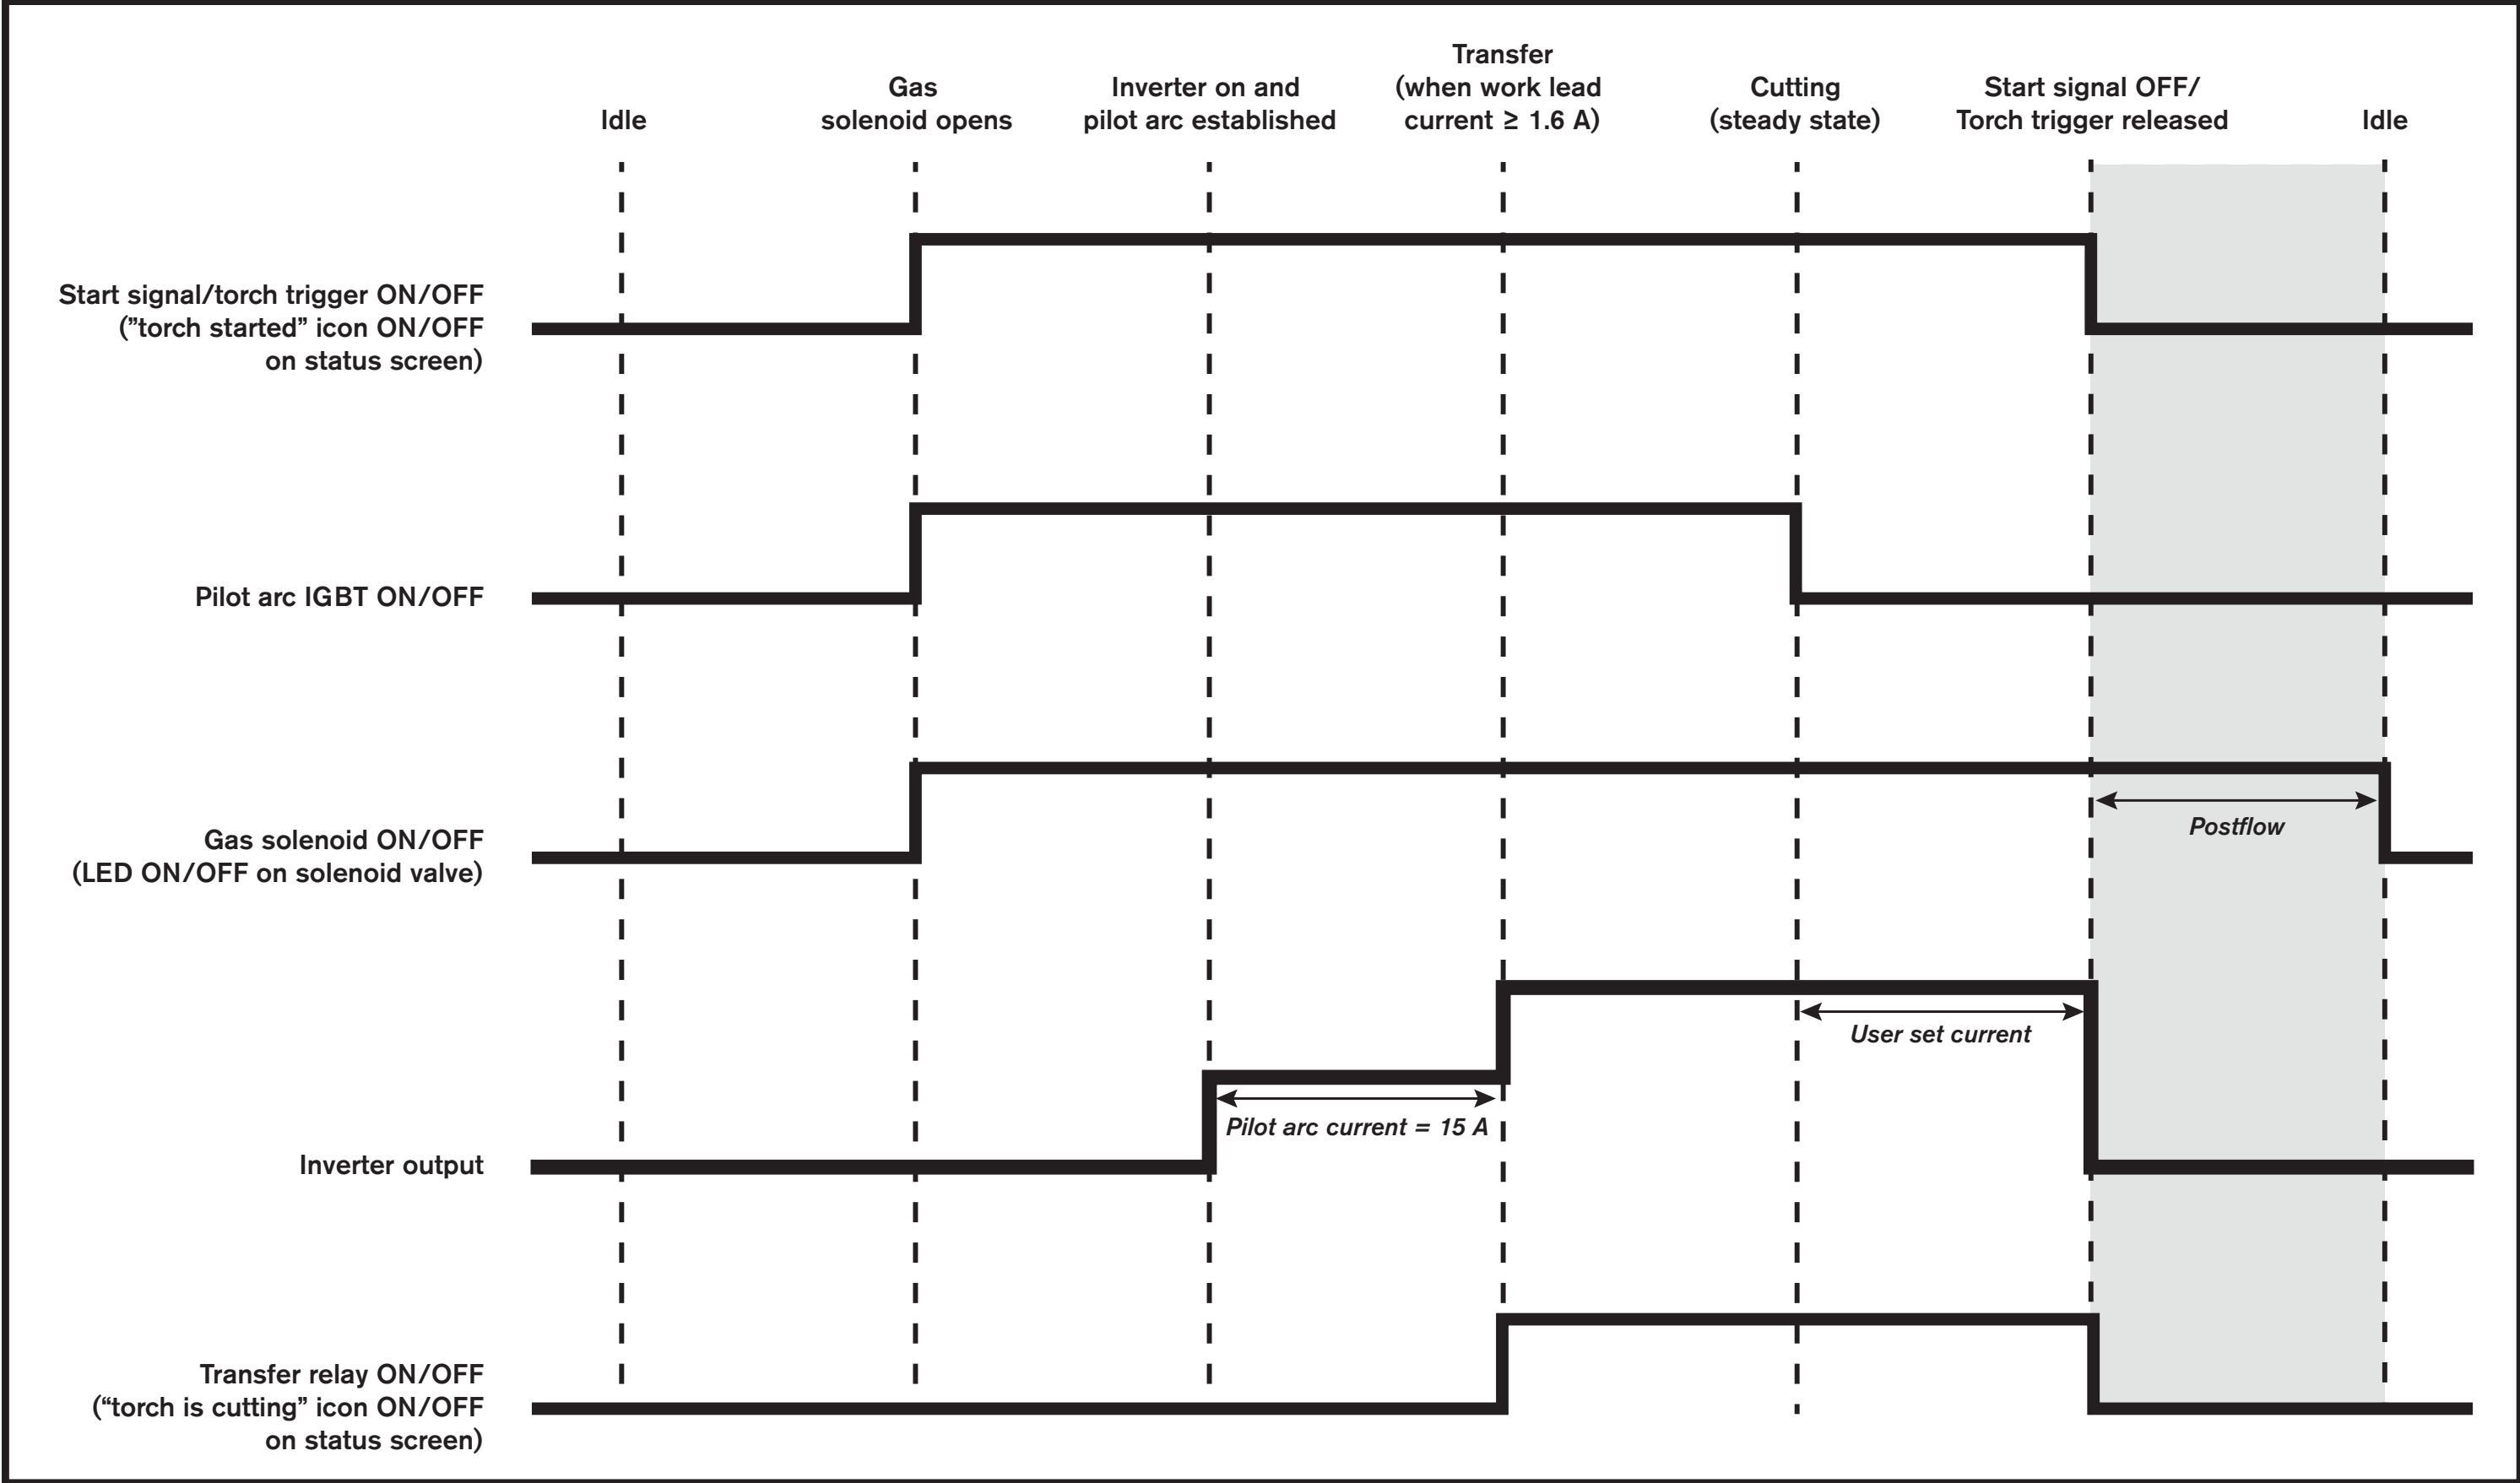 Idle
Gas
solenoid opens
Inverter on and
pilot arc established
Transfer
(when work lead
current ≥ 1.6 A)
Cutting
(steady state)
Start signal OFF/
Torch trigger released
Idle
Start signal/torch trigger ON/OFF
(”torch started” icon ON/OFF
on status screen)
Pilot arc IGBT ON/OFF
Gas solenoid ON/OFF
(LED ON/OFF on solenoid valve)
Postflow
User set current
Pilot arc current = 15 A
Inverter output
Transfer relay ON/OFF
(“torch is cutting” icon ON/OFF
on status screen)